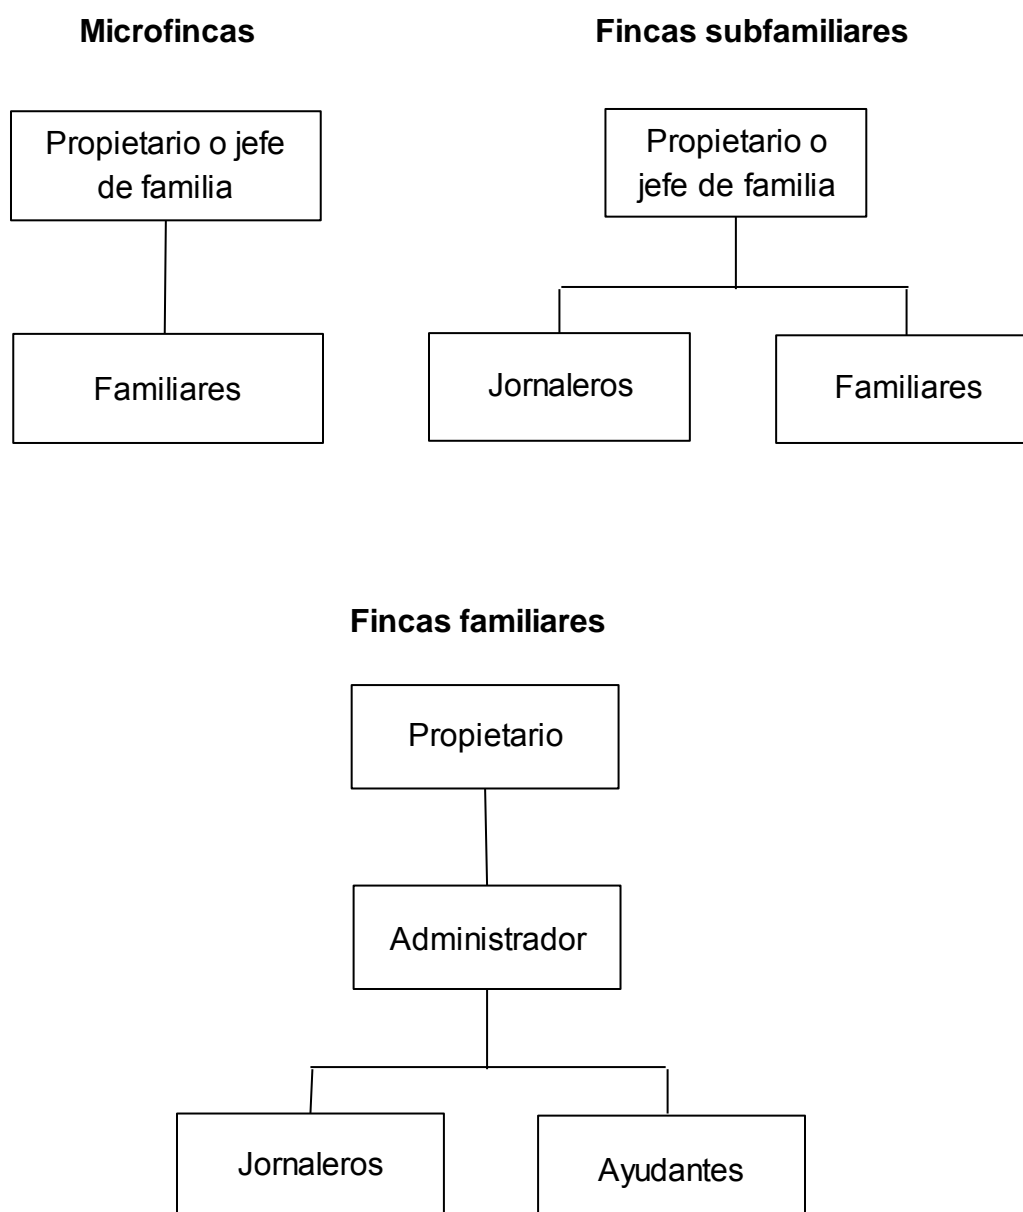 Microfincas
Fincas subfamiliares
Propietario o jefe
de familia
Propietario o
jefe de familia
Familiares
Jornaleros
Familiares
Fincas familiares
Propietario
Administrador
Jornaleros
Ayudantes